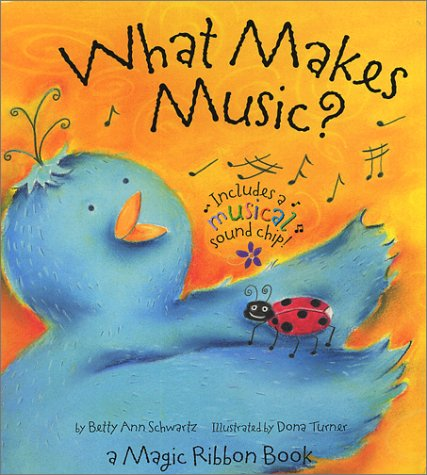 What Makes
Music?
Includes a
musical
sound chip!
by Betty Ann Schwartz Illustrated by Dona Turner
a Magic Ribbon Book